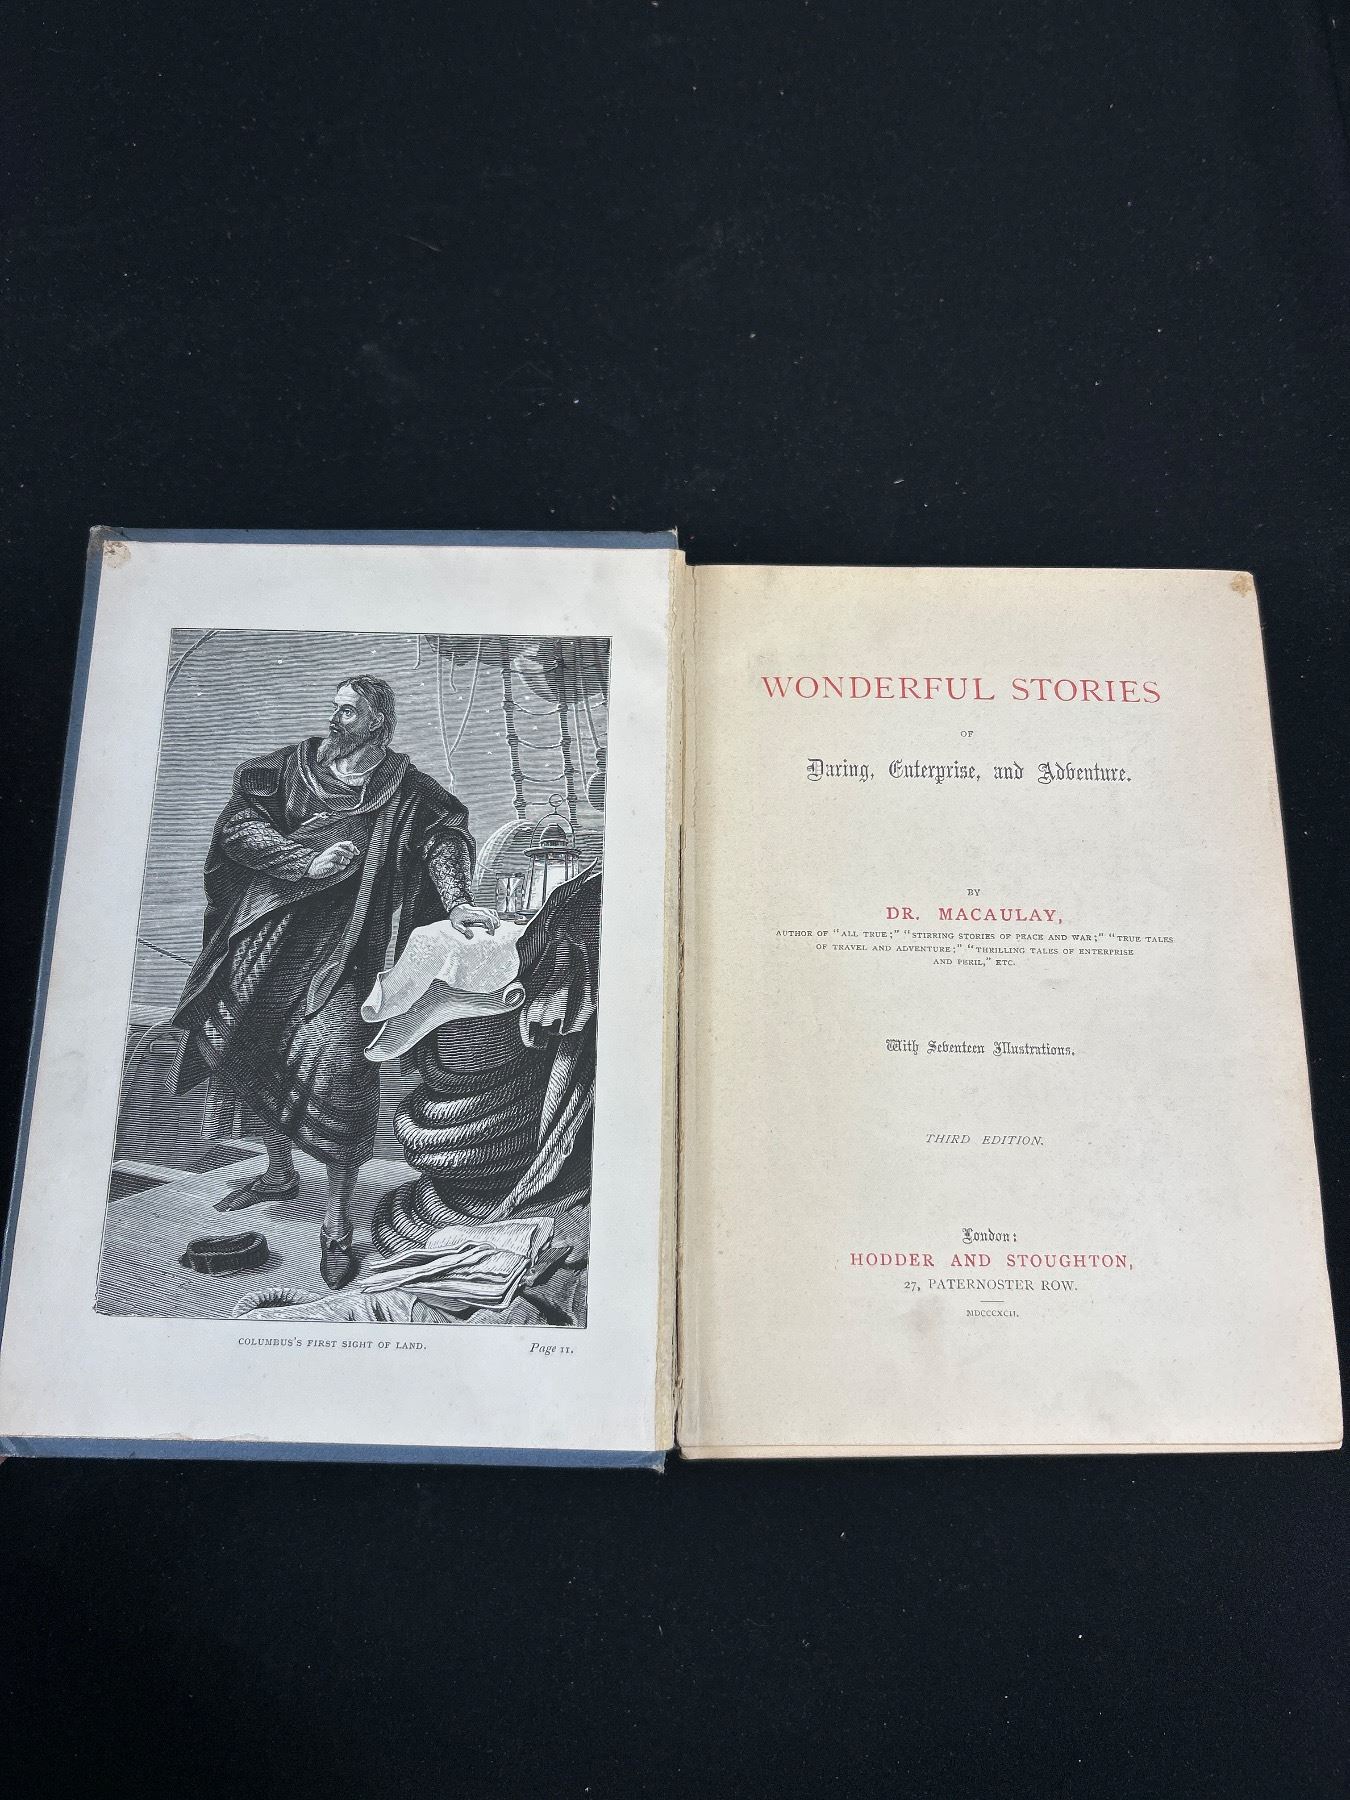 COLUMBUS'S FIRST SIGHT OF LAND. Page 11.
WONDERFUL STORIES
OF
Daring, Enterprise, and Adventure.
BY
DR. MACAULAY,
AUTHOR OF "ALL TRUE;" "STIRRING STORIES OF PEACE AND WAR;" "TRUE TALES
OF TRAVEL AND ADVENTURE;" "THRILLING TALES OF ENTERPRISE
AND PERIL," ETC.
With Seventeen Illustrations.
THIRD EDITION.
London:
HODDER AND STOUGHTON,
27, PATERNOSTER ROW.
MDCCCXCII.